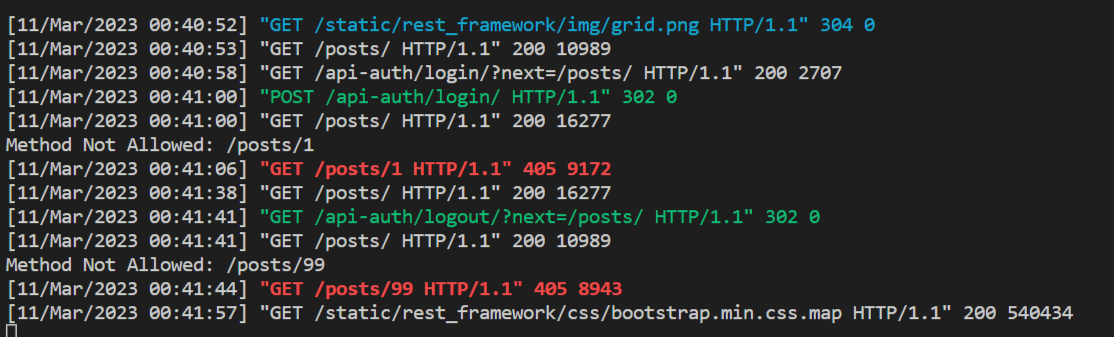 [11/Mar/2023 00:40:52] "GET /static/rest_framework/img/grid.png HTTP/1.1" 304 0
[11/Mar/2023 00:40:53] "GET /posts/ HTTP/1.1" 200 10989
[11/Mar/2023 00:40:58] "GET /api-auth/login/?next=/posts/ HTTP/1.1" 200 2707
[11/Mar/2023 00:41:00] "POST /api-auth/login/ HTTP/1.1" 302 0
[11/Mar/2023 00:41:00] "GET /posts/ HTTP/1.1" 200 16277
Method Not Allowed: /posts/1
[11/Mar/2023 00:41:06] "GET /posts/1 HTTP/1.1" 405 9172
[11/Mar/2023 00:41:38] "GET /posts/ HTTP/1.1" 200 16277
[11/Mar/2023 00:41:41] "GET /api-auth/logout/?next=/posts/ HTTP/1.1" 302 0
[11/Mar/2023 00:41:41] "GET /posts/ HTTP/1.1" 200 10989
Method Not Allowed: /posts/99
[11/Mar/2023 00:41:44] "GET /posts/99 HTTP/1.1" 405 8943
[11/Mar/2023 00:41:57] "GET /static/rest_framework/css/bootstrap.min.css.map HTTP/1.1" 200 540434